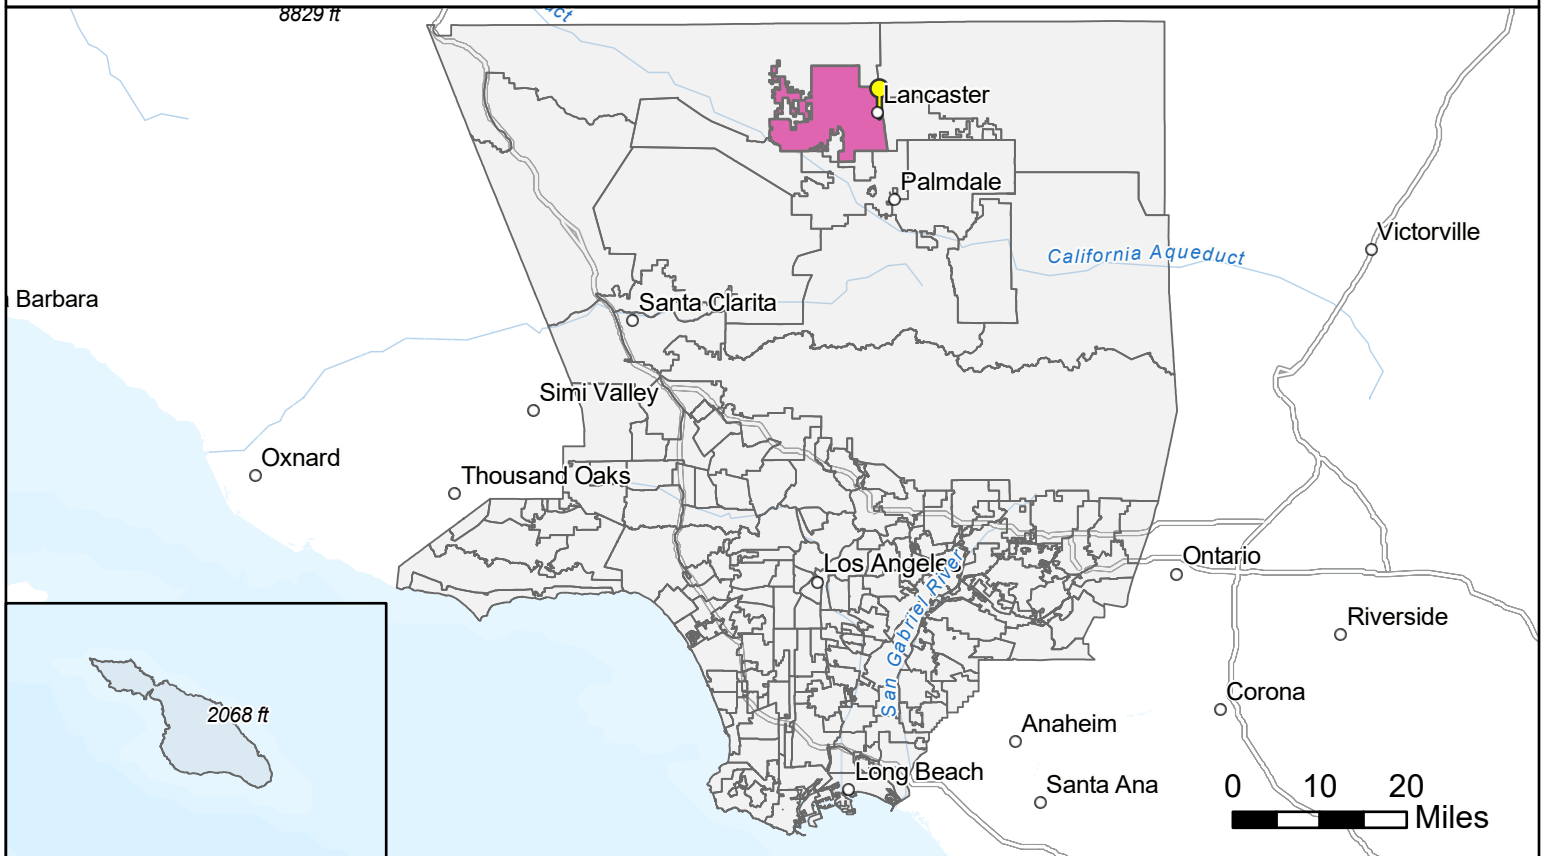 8829 ft
Lancaster
Palmdale
Victorville
California Aqueduct
Barbara
Santa Clarita
Simi Valley
Oxnard
Thousand Oaks
Los Angeles
Ontario
San Gabriel River
Riverside
2068 ft
Corona
Anaheim
Long Beach
Santa Ana
0 10 20
Miles